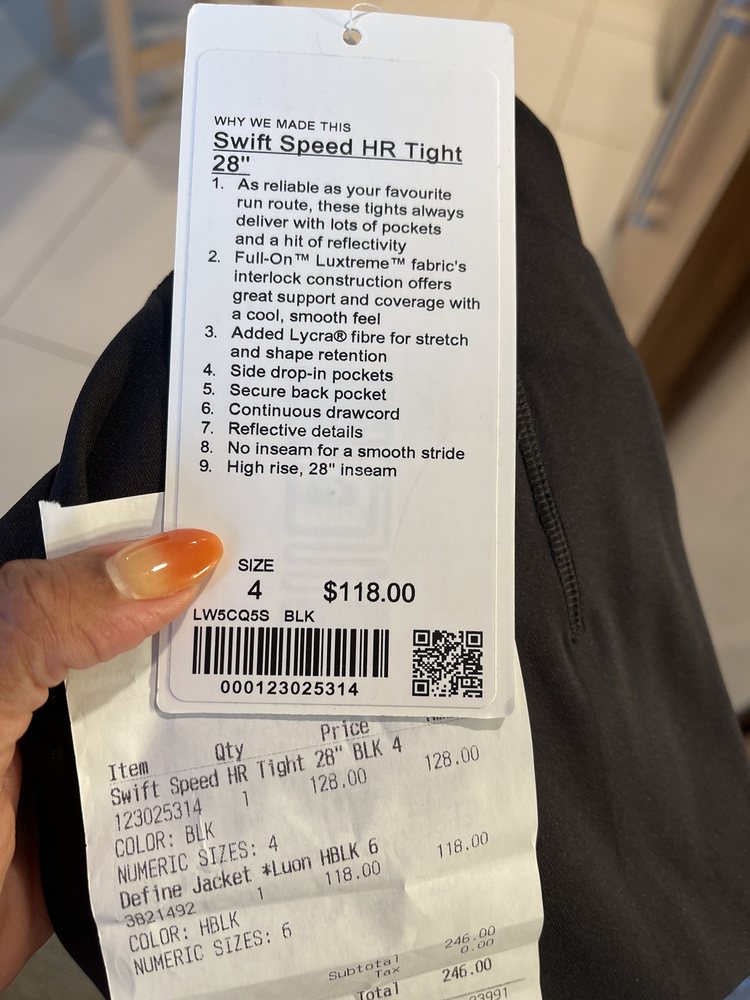 WHY WE MADE THIS
Swift Speed HR Tight
28"
1. As reliable as your favourite
run route, these tights always
deliver with lots of pockets
and a hit of reflectivity
2. Full-On™ Luxtreme™ fabric's
interlock construction offers
great support and coverage with
a cool, smooth feel
3. Added Lycra® fibre for stretch
and shape retention
4. Side drop-in pockets
5. Secure back pocket
6. Continuous drawcord
7. Reflective details
8. No inseam for a smooth stride
9. High rise, 28" inseam
SIZE
4 $118.00
LW5CQ5S BLK
000123025314
Item Qty Price
Swift Speed HR Tight 28" BLK 4
123025314 1 128.00 128.00
COLOR: BLK
NUMERIC SIZES: 4
Define Jacket *Luon HBLK 6
3821492 1 118.00 118.00
COLOR: HBLK
NUMERIC SIZES: 6
Subtotal 246.00
Tax 0.00
Total 246.00